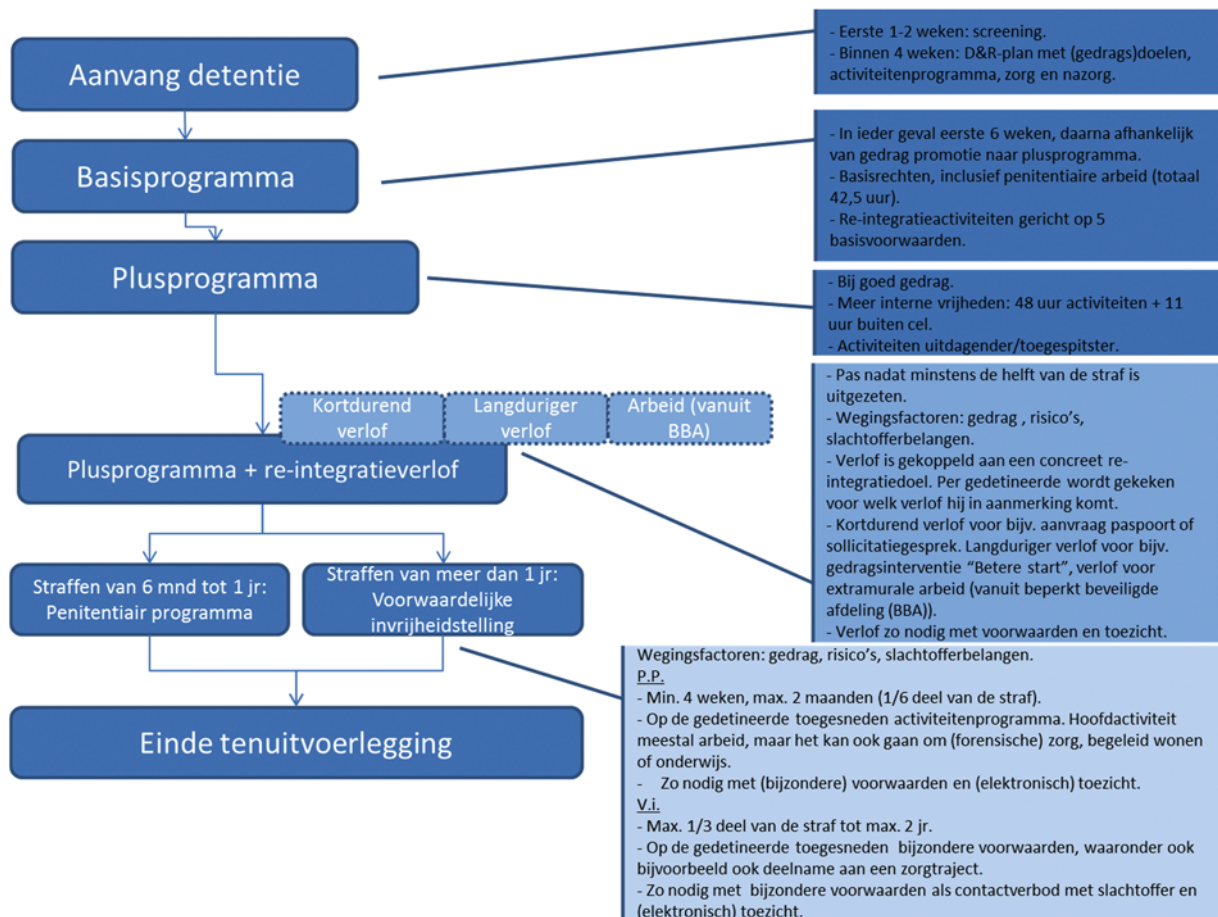 Aanvang detentie
- Eerste 1-2 weken: screening.
- Binnen 4 weken: D&R-plan met (gedrags)doelen,
activiteitenprogramma, zorg en nazorg.
Basisprogramma
- In ieder geval eerste 6 weken, daarna afhankelijk
van gedrag promotie naar plusprogramma.
- Basisrechten, inclusief penitentiaire arbeid (totaal
42,5 uur).
- Re-integratieactiviteiten gericht op 5
basisvoorwaarden.
Plusprogramma
- Bij goed gedrag.
- Meer interne vrijheden: 48 uur activiteiten + 11
uur buiten cel.
- Activiteiten uitdagender/toegespitster.
Kortdurend
verlof
Langduriger
verlof
Arbeid (vanuit
BBA)
Plusprogramma + re-integratieverlof
- Pas nadat minstens de helft van de straf is
uitgezeten.
- Wegingsfactoren: gedrag , risico's,
slachtofferbelangen.
- Verlof is gekoppeld aan een concreet re-
integratiedoel. Per gedetineerde wordt gekeken
voor welk verlof hij in aanmerking komt.
- Kortdurend verlof voor bijv. aanvraag paspoort of
sollicitatiegesprek. Langduriger verlof voor bijv.
gedragsinterventie "Betere start", verlof voor
extramurale arbeid (vanuit beperkt beveiligde
afdeling (BBA)).
- Verlof zo nodig met voorwaarden en toezicht.
Straffen van 6 mnd tot 1 jr:
Penitentiair programma
Straffen van meer dan 1 jr:
Voorwaardelijke
invrijheidstelling
Wegingsfactoren: gedrag, risico's, slachtofferbelangen.
P.P.
- Min. 4 weken, max. 2 maanden (1/6 deel van de straf).
- Op de gedetineerde toegesneden activiteitenprogramma. Hoofdactiviteit
meestal arbeid, maar het kan ook gaan om (forensische) zorg, begeleid wonen
of onderwijs.
- Zo nodig met (bijzondere) voorwaarden en (elektronisch) toezicht.
V.i.
- Max. 1/3 deel van de straf tot max. 2 jr.
- Op de gedetineerde toegesneden bijzondere voorwaarden, waaronder ook
bijvoorbeeld ook deelname aan een zorgtraject.
- Zo nodig met bijzondere voorwaarden als contactverbod met slachtoffer en
(elektronisch) toezicht.
Einde tenuitvoerlegging